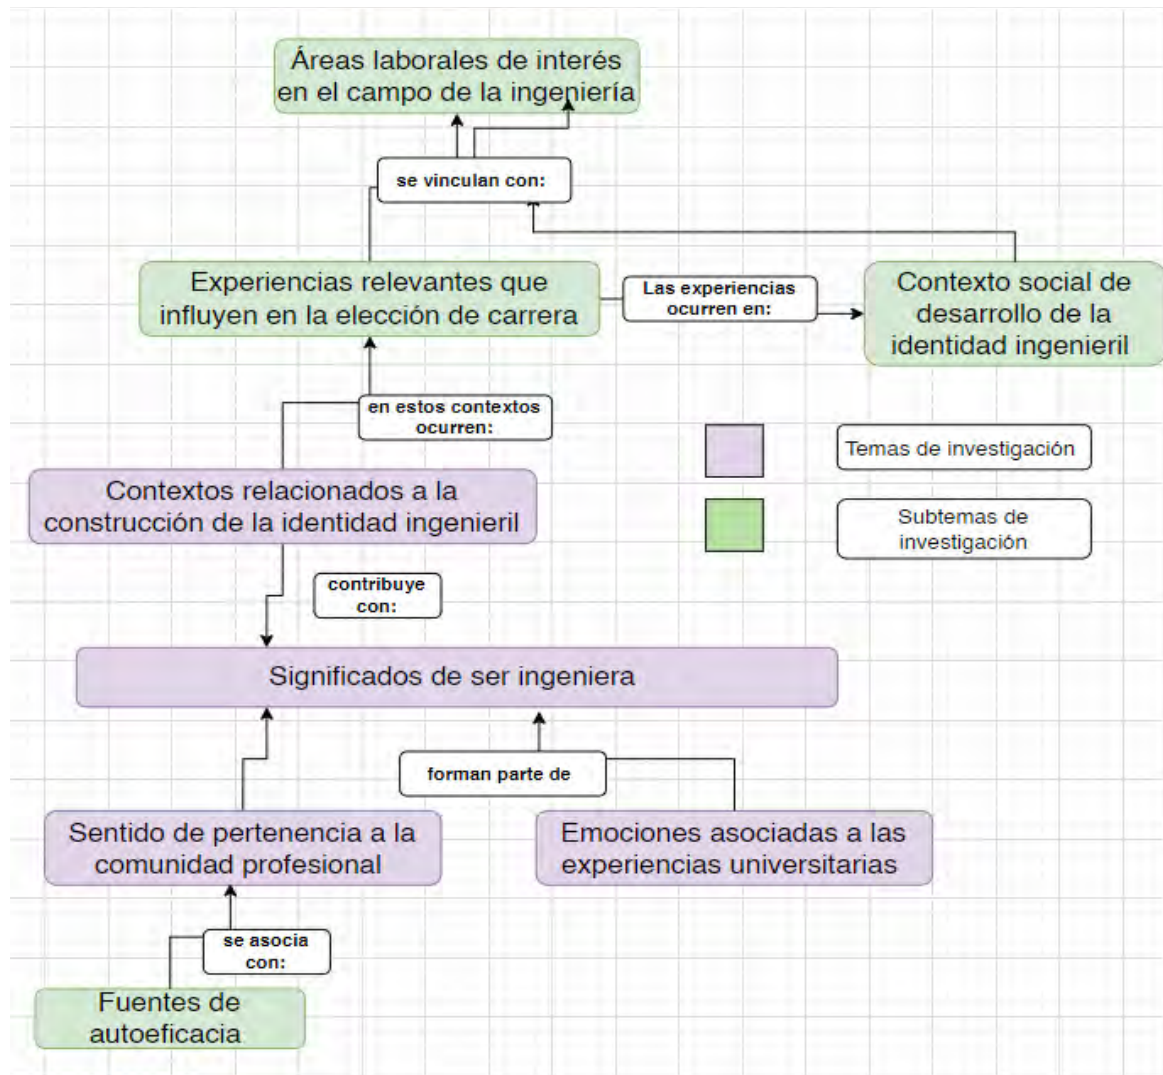 Áreas laborales de interés
en el campo de la ingeniería
se vinculan con:
Experiencias relevantes que
influyen en la elección de carrera
Las experiencias
ocurren en:
Contexto social de
desarrollo de la
identidad ingenieril
en estos contextos
ocurren:
Temas de investigación
Contextos relacionados a la
construcción de la identidad ingenieril
Subtemas de
investigación
contribuye
con:
Significados de ser ingeniera
forman parte de
Sentido de pertenencia a la
comunidad profesional
Emociones asociadas a las
experiencias universitarias
se asocia
con:
Fuentes de
autoeficacia